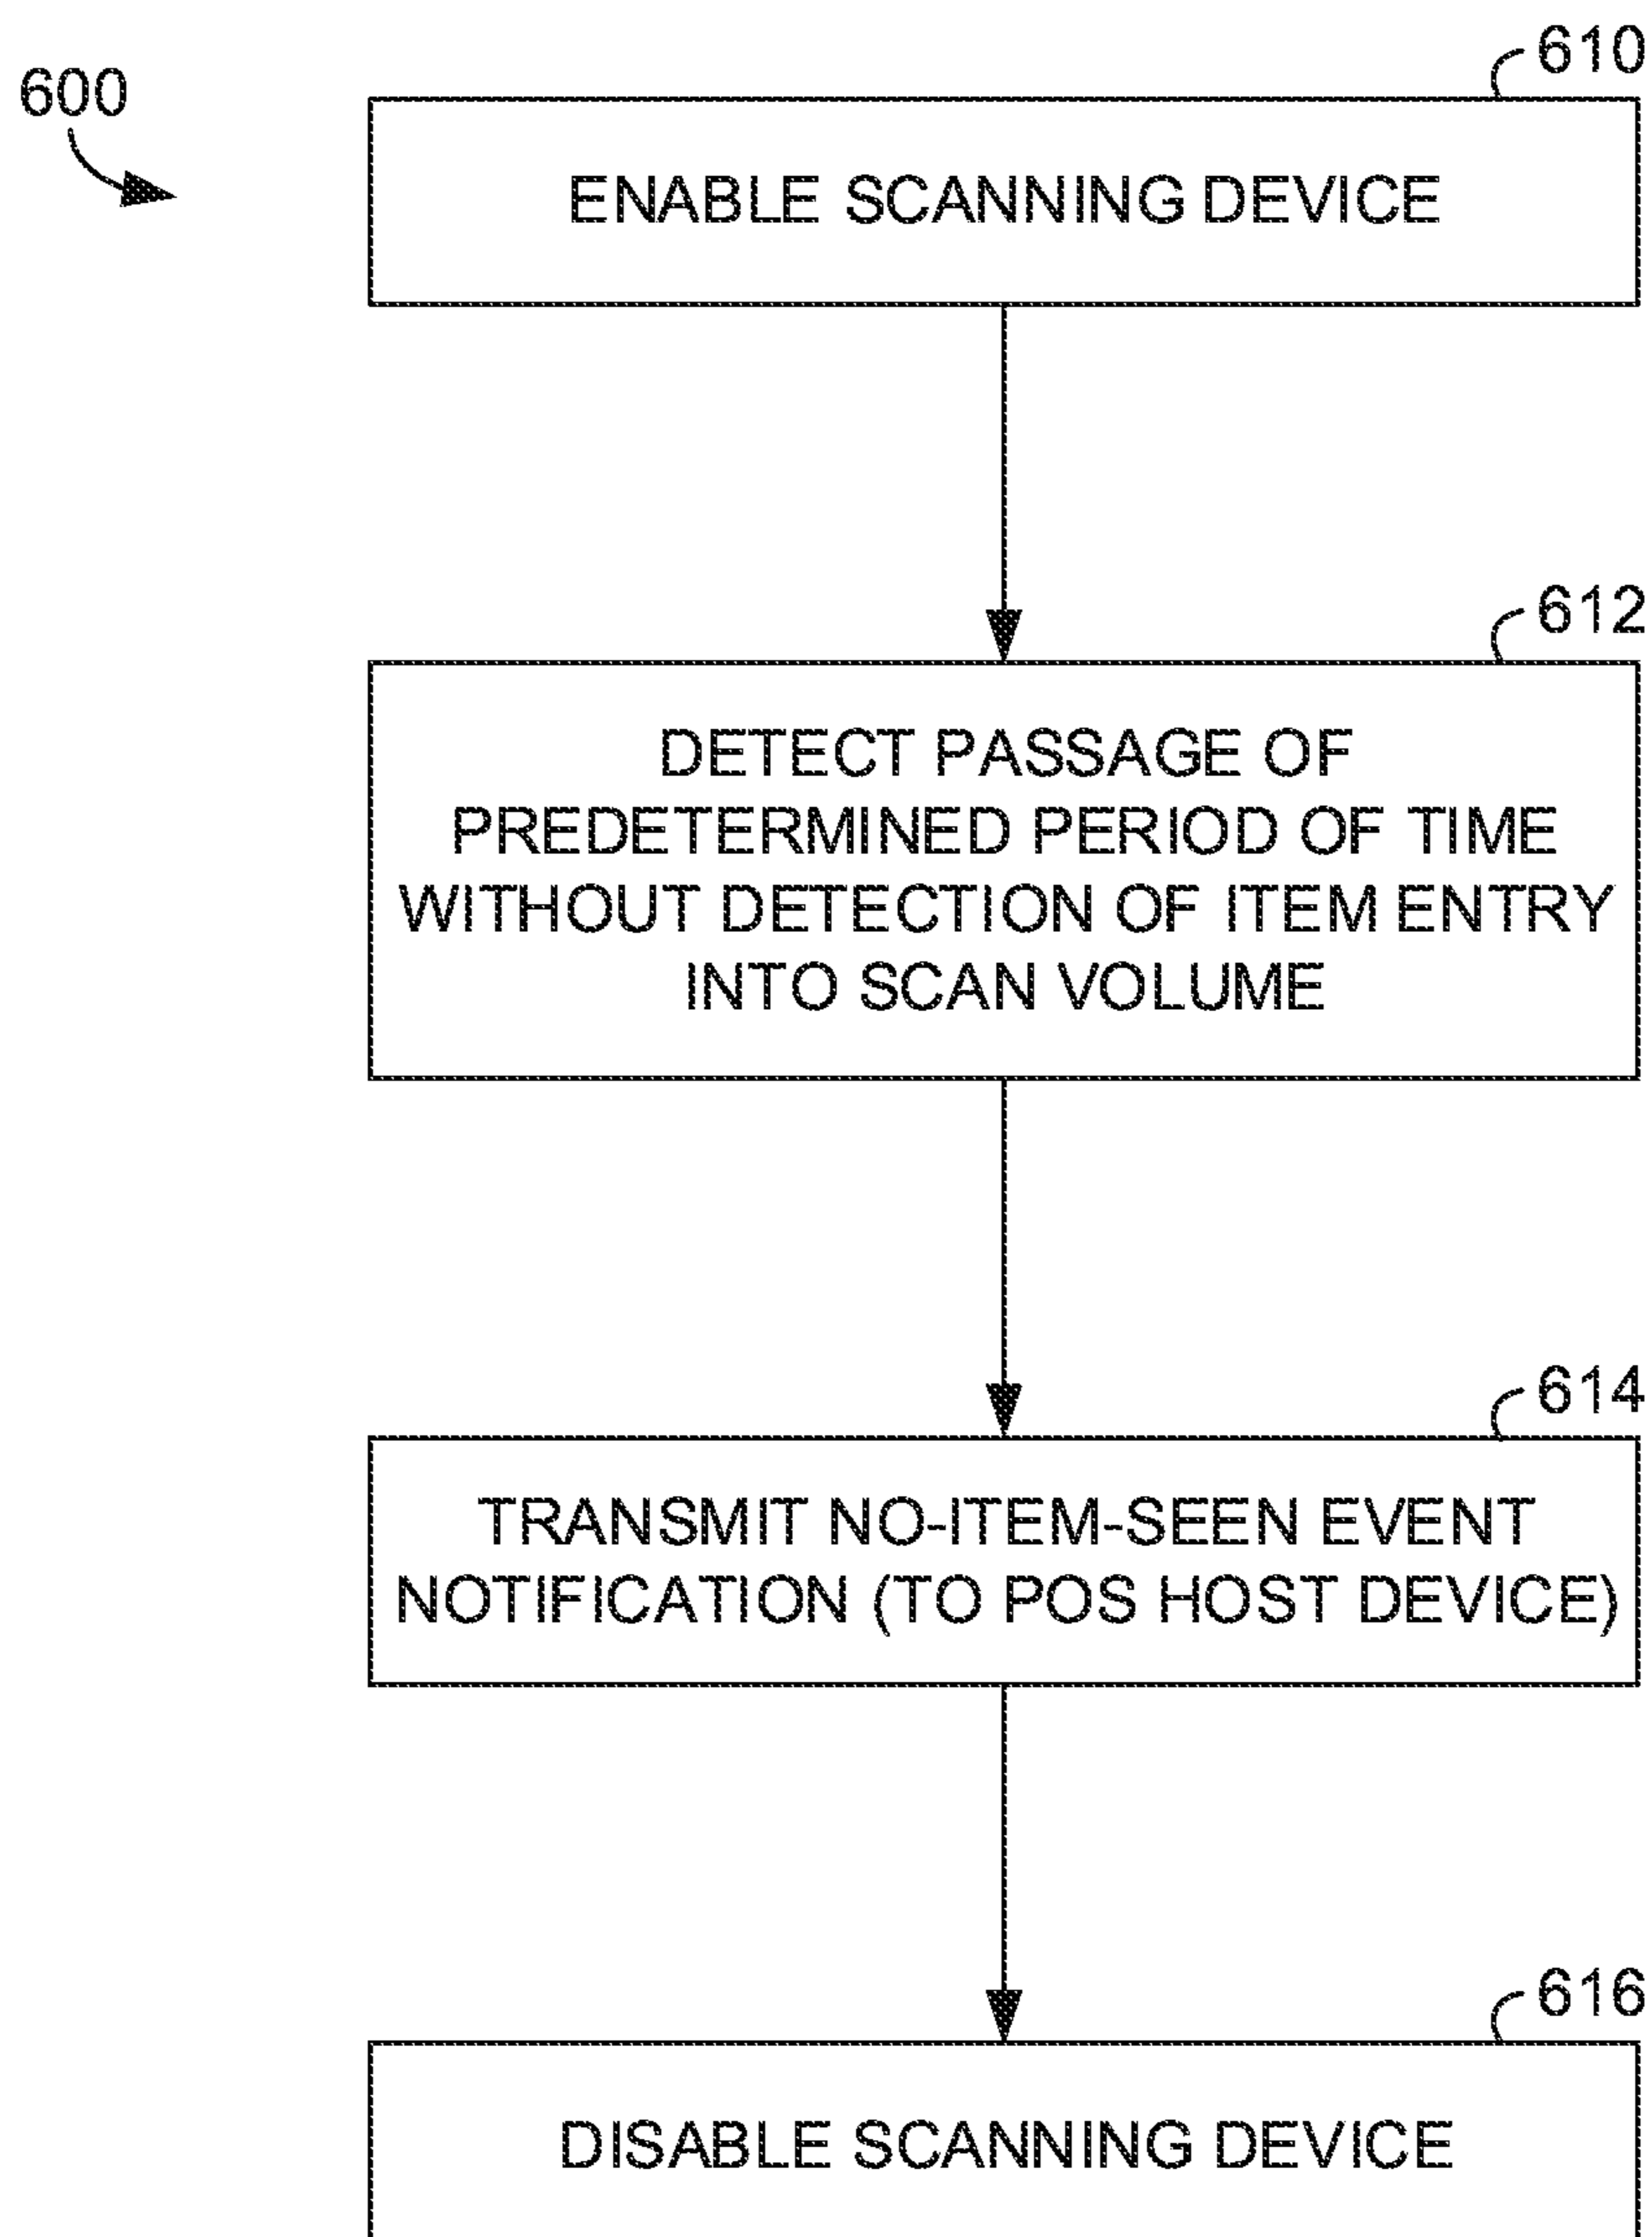 600
610
ENABLE SCANNING DEVICE
612
DETECT PASSAGE OF
PREDETERMINED PERIOD OF TIME
WITHOUT DETECTION OF ITEM ENTRY
INTO SCAN VOLUME
614
TRANSMIT NO-ITEM-SEEN EVENT
NOTIFICATION (TO POS HOST DEVICE)
616
DISABLE SCANNING DEVICE